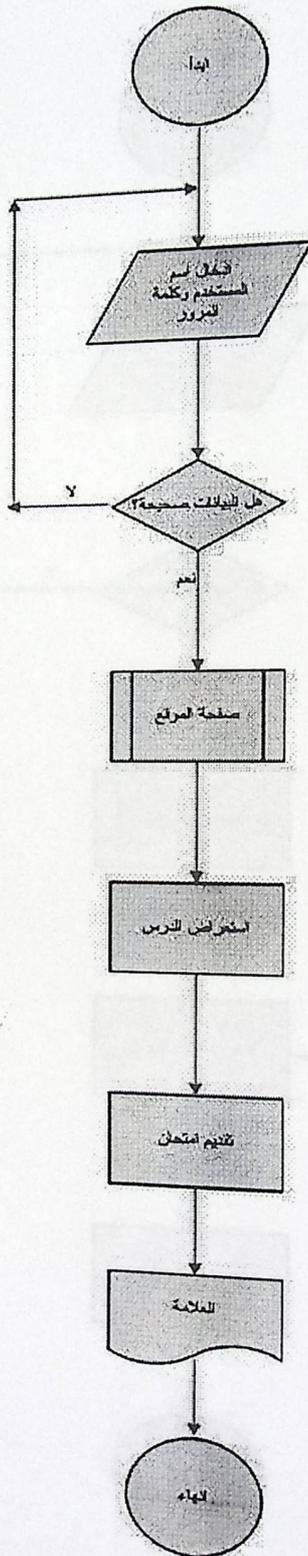 ابدأ
ادخال اسم
المستخدم وكلمة
المرور
هل البيانات صحيحة؟
لا
نعم
صفحة الموقع
استعراض الدرس
تقديم امتحان
العلامة
انهاء